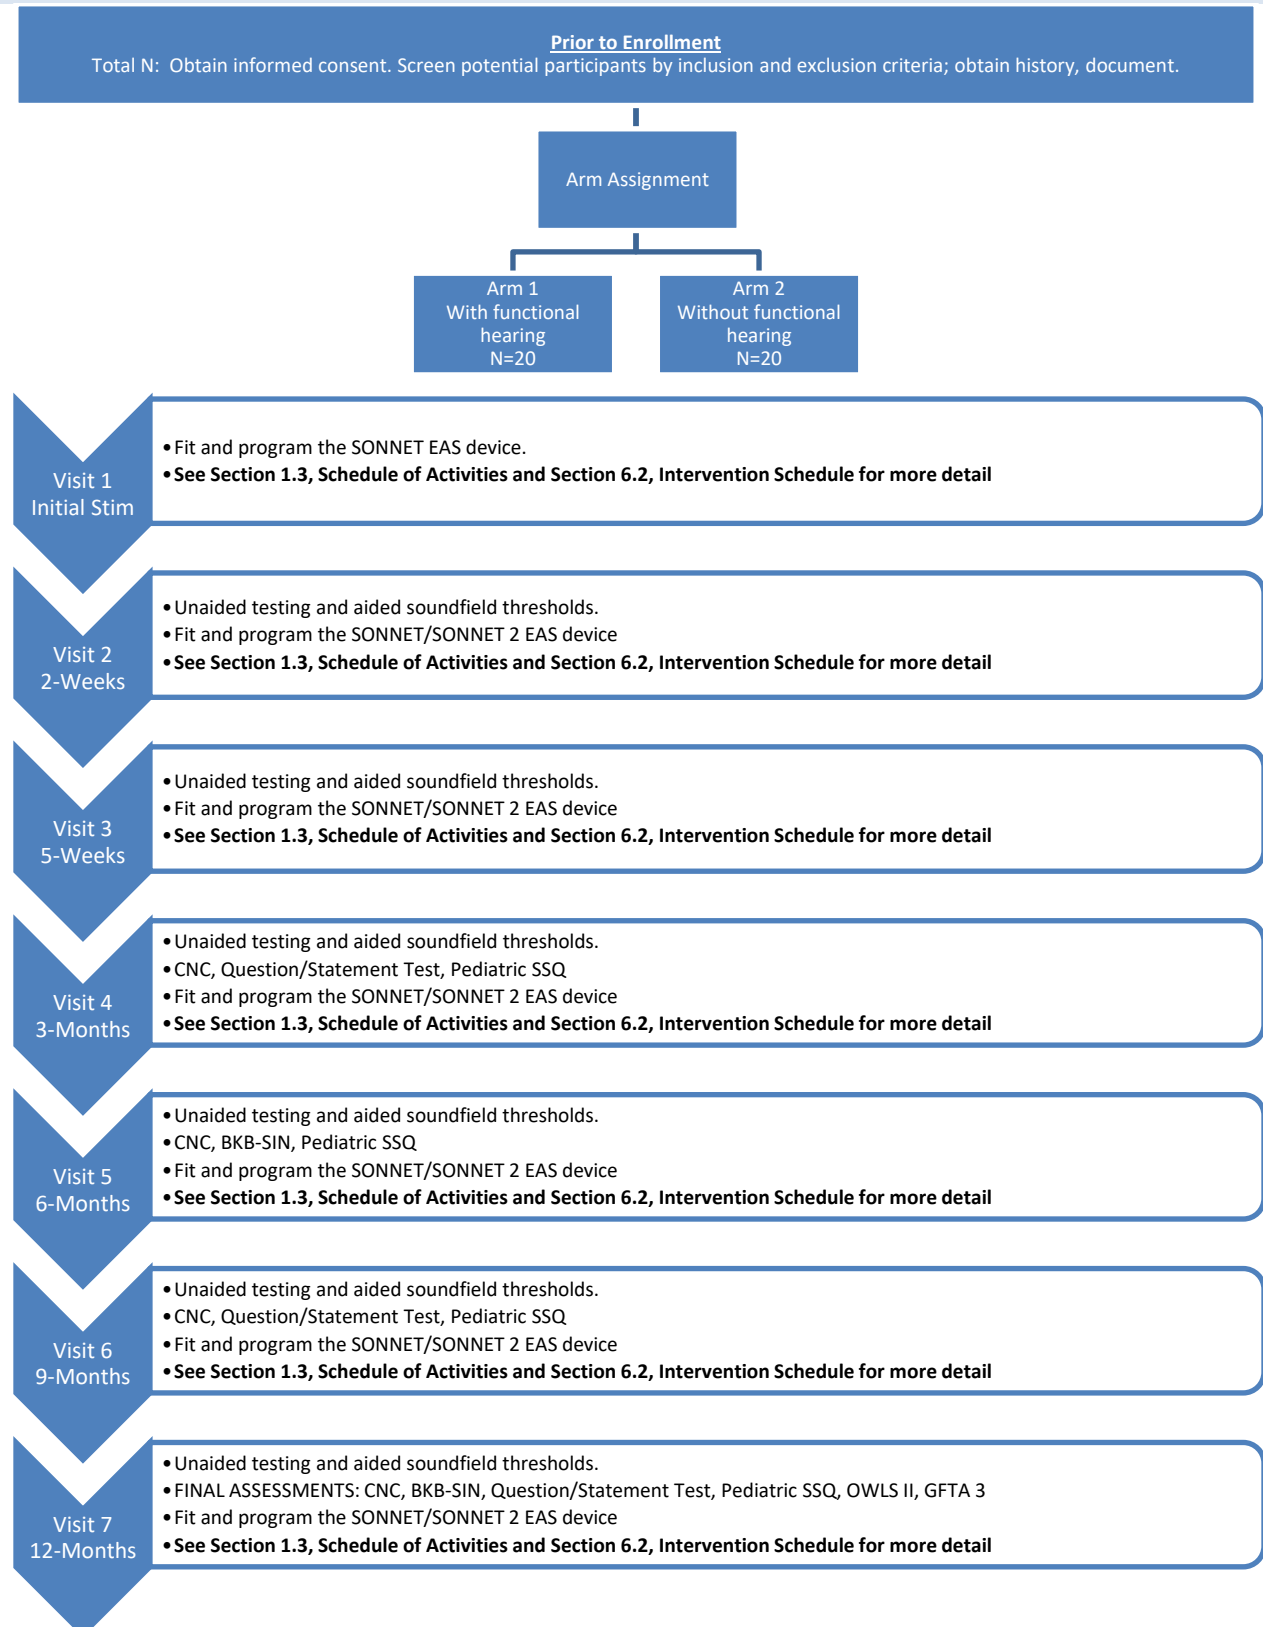 Prior to Enrollment
Total N: Obtain informed consent. Screen potential participants by inclusion and exclusion criteria; obtain history, document.
Arm Assignment
Arm 1
With functional
hearing
N=20
Arm 2
Without functional
hearing
N=20
Visit 1
Initial Stim
•Fit and program the SONNET EAS device.
•See Section 1.3, Schedule of Activities and Section 6.2, Intervention Schedule for more detail
Visit 2
2-Weeks
•Unaided testing and aided soundfield thresholds.
•Fit and program the SONNET/SONNET 2 EAS device
•See Section 1.3, Schedule of Activities and Section 6.2, Intervention Schedule for more detail
Visit 3
5-Weeks
•Unaided testing and aided soundfield thresholds.
•Fit and program the SONNET/SONNET 2 EAS device
•See Section 1.3, Schedule of Activities and Section 6.2, Intervention Schedule for more detail
Visit 4
3-Months
•Unaided testing and aided soundfield thresholds.
•CNC, Question/Statement Test, Pediatric SSQ
•Fit and program the SONNET/SONNET 2 EAS device
•See Section 1.3, Schedule of Activities and Section 6.2, Intervention Schedule for more detail
Visit 5
6-Months
•Unaided testing and aided soundfield thresholds.
•CNC, BKB-SIN, Pediatric SSQ
•Fit and program the SONNET/SONNET 2 EAS device
•See Section 1.3, Schedule of Activities and Section 6.2, Intervention Schedule for more detail
Visit 6
9-Months
•Unaided testing and aided soundfield thresholds.
•CNC, Question/Statement Test, Pediatric SSQ
•Fit and program the SONNET/SONNET 2 EAS device
•See Section 1.3, Schedule of Activities and Section 6.2, Intervention Schedule for more detail
Visit 7
12-Months
•Unaided testing and aided soundfield thresholds.
•FINAL ASSESSMENTS: CNC, BKB-SIN, Question/Statement Test, Pediatric SSQ, OWLS II, GFTA 3
•Fit and program the SONNET/SONNET 2 EAS device
•See Section 1.3, Schedule of Activities and Section 6.2, Intervention Schedule for more detail